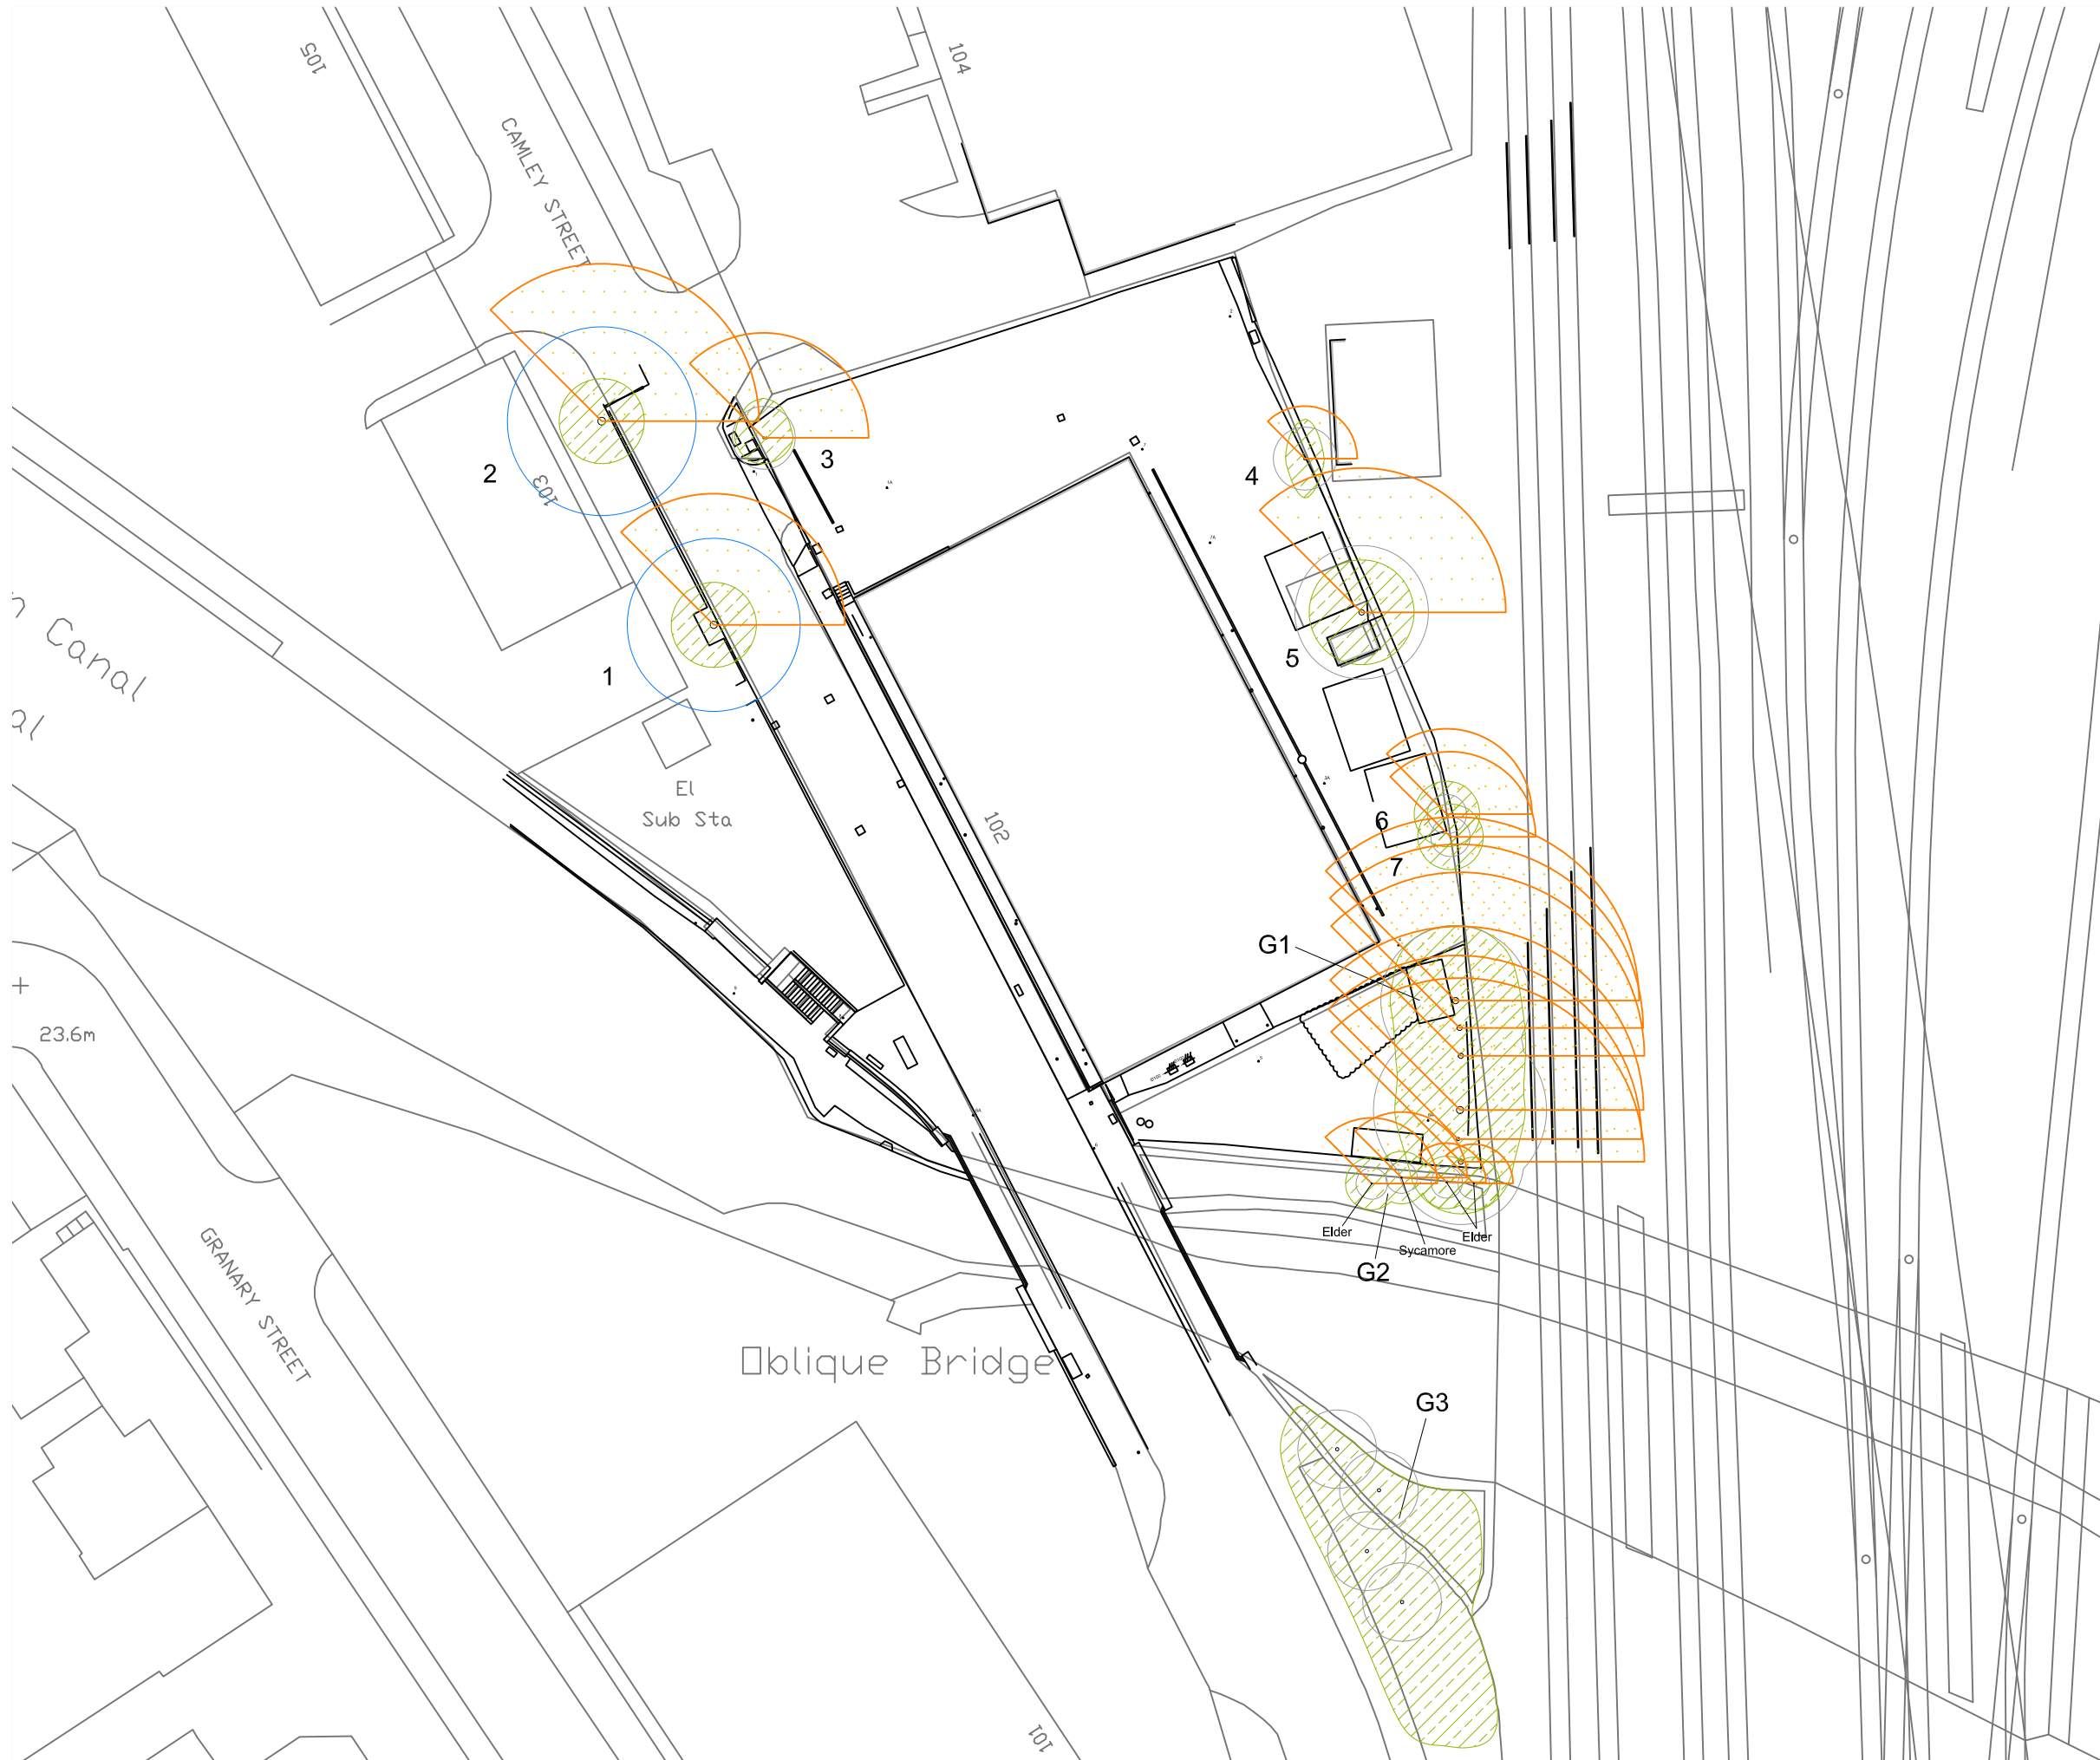 105
104
CAMLEY STREET
3
2
4
103
5
1
Canal
al
El
Sub Sta
102
6
7
G1
23.6m
Elder
Elder
Sycamore
G2
GRANARY STREET
Oblique Bridge
G3
101